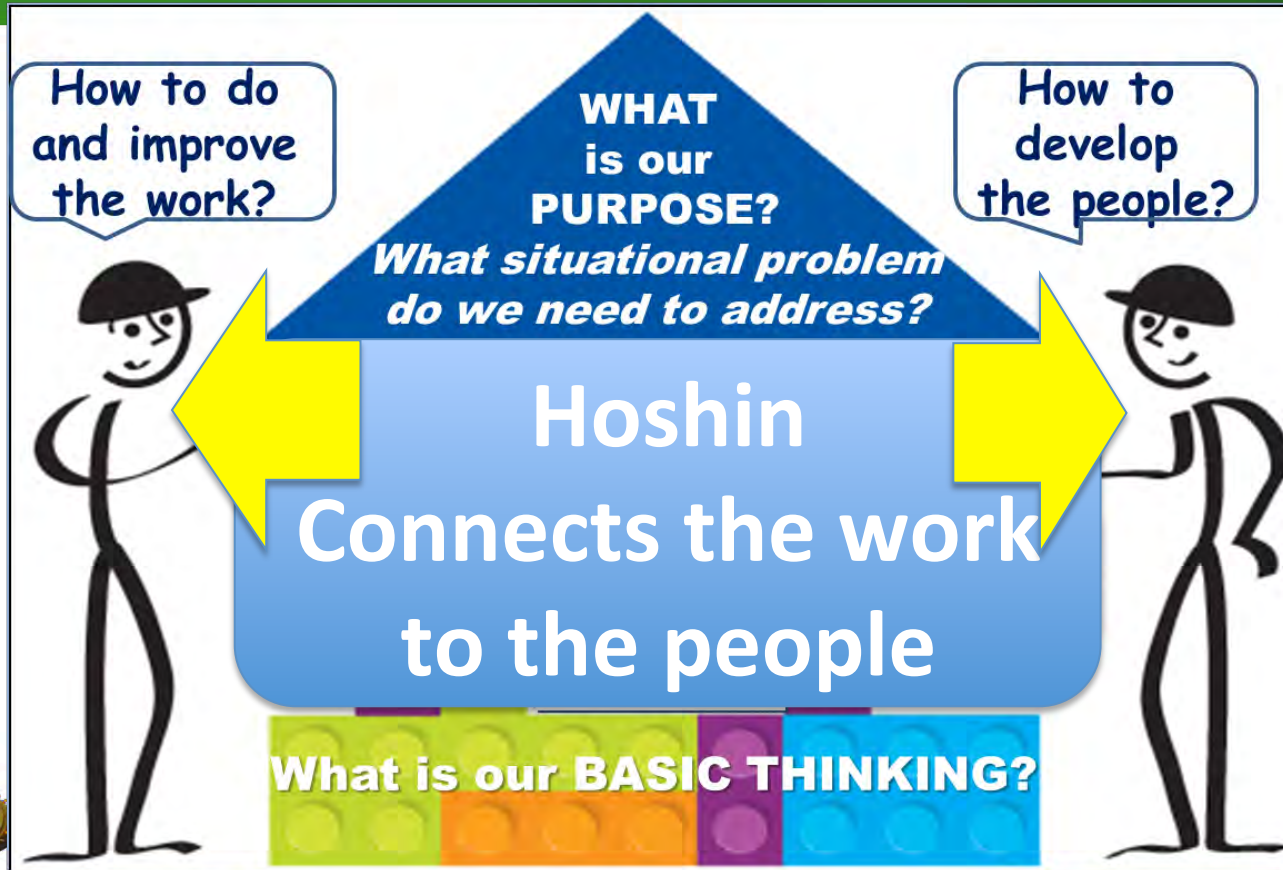 How to do
and improve
the work?
WHAT
is our
PURPOSE?
What situational problem
do we need to address?
How to
develop
the people?
Hoshin
Connects the work
to the people
What is our BASIC THINKING?